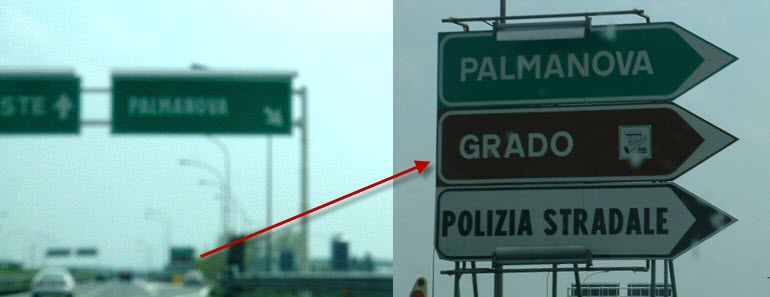 STE
PALMANOVA
PALMANOVA
GRADO
POLIZIA STRADALE